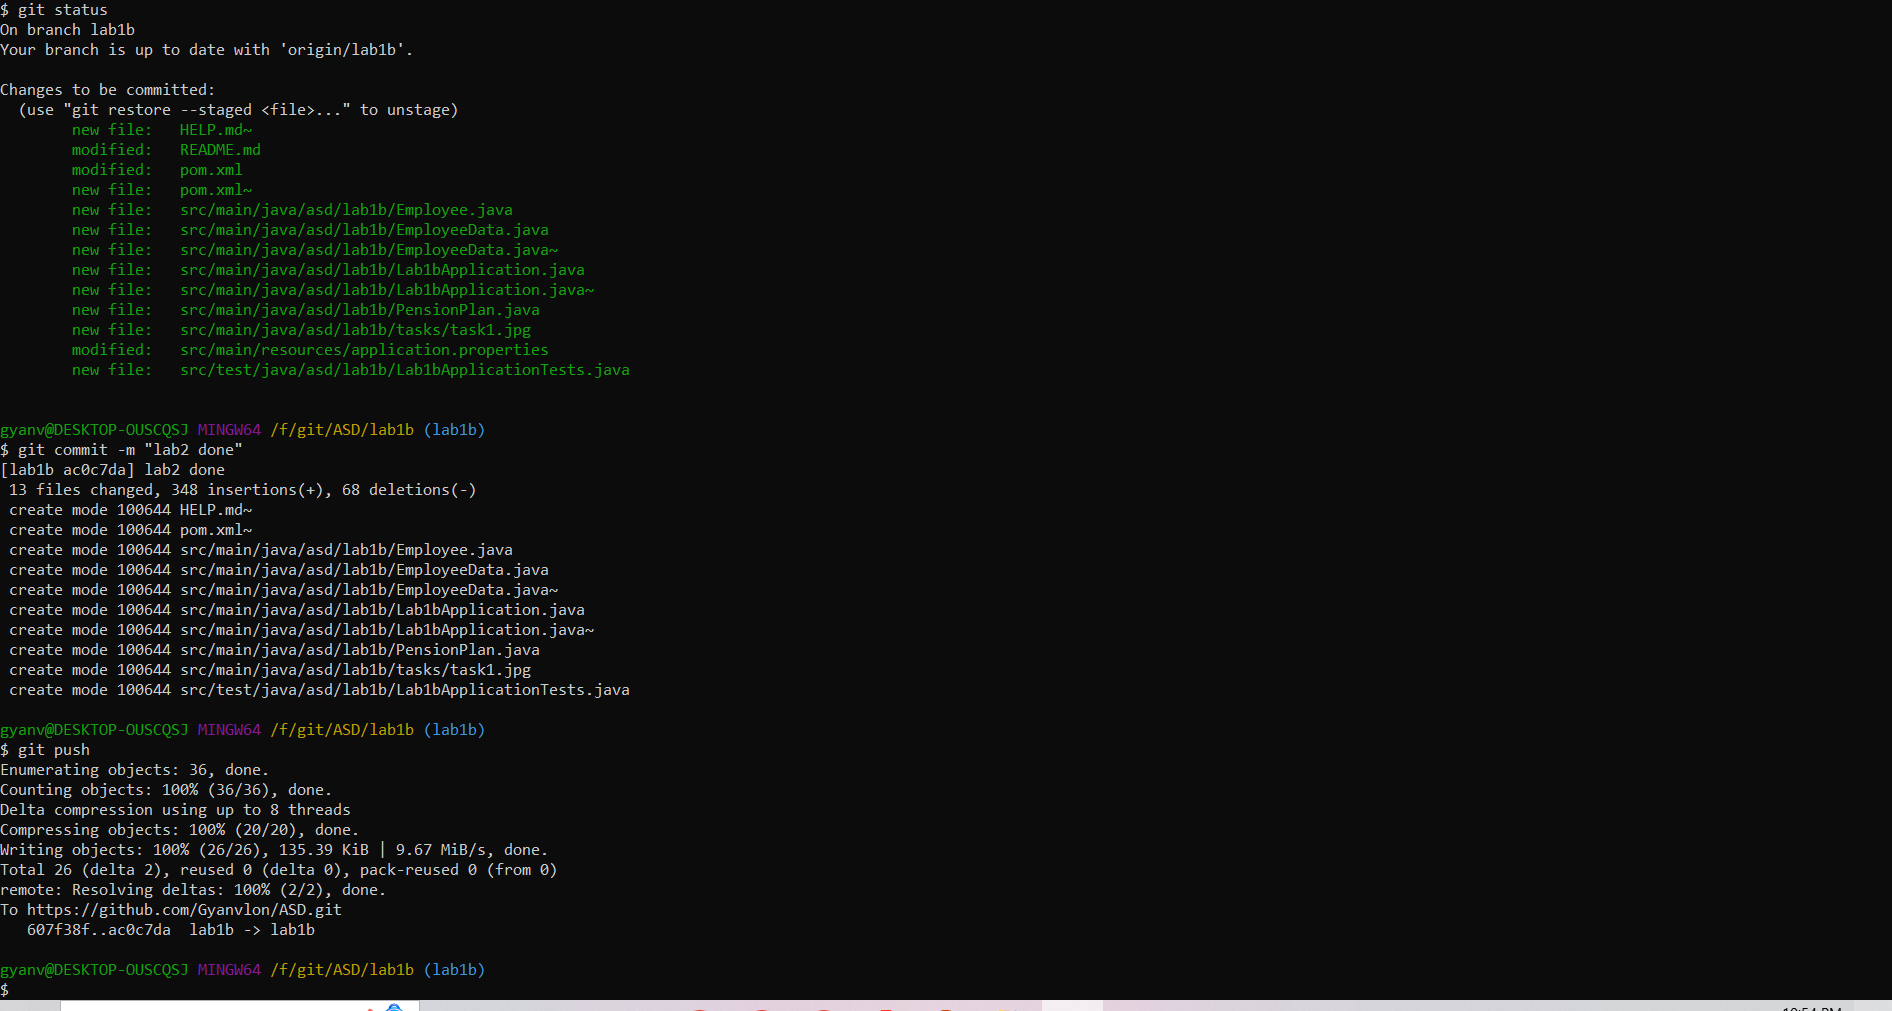 $ git status
On branch lab1b
Your branch is up to date with 'origin/lab1b'.
Changes to be committed:
  (use "git restore --staged <file>..." to unstage)
        new file:   HELP.md~
        modified:   README.md
        modified:   pom.xml
        new file:   pom.xml~
        new file:   src/main/java/asd/lab1b/Employee.java
        new file:   src/main/java/asd/lab1b/EmployeeData.java
        new file:   src/main/java/asd/lab1b/EmployeeData.java~
        new file:   src/main/java/asd/lab1b/Lab1bApplication.java
        new file:   src/main/java/asd/lab1b/Lab1bApplication.java~
        new file:   src/main/java/asd/lab1b/PensionPlan.java
        new file:   src/main/java/asd/lab1b/tasks/task1.jpg
        modified:   src/main/resources/application.properties
        new file:   src/test/java/asd/lab1b/Lab1bApplicationTests.java
gyanv@DESKTOP-OUSCQSJ MINGW64 /f/git/ASD/lab1b (lab1b)
$ git commit -m "lab2 done"
[lab1b ac0c7da] lab2 done
 13 files changed, 348 insertions(+), 68 deletions(-)
 create mode 100644 HELP.md~
 create mode 100644 pom.xml~
 create mode 100644 src/main/java/asd/lab1b/Employee.java
 create mode 100644 src/main/java/asd/lab1b/EmployeeData.java
 create mode 100644 src/main/java/asd/lab1b/EmployeeData.java~
 create mode 100644 src/main/java/asd/lab1b/Lab1bApplication.java
 create mode 100644 src/main/java/asd/lab1b/Lab1bApplication.java~
 create mode 100644 src/main/java/asd/lab1b/PensionPlan.java
 create mode 100644 src/main/java/asd/lab1b/tasks/task1.jpg
 create mode 100644 src/test/java/asd/lab1b/Lab1bApplicationTests.java
gyanv@DESKTOP-OUSCQSJ MINGW64 /f/git/ASD/lab1b (lab1b)
$ git push
Enumerating objects: 36, done.
Counting objects: 100% (36/36), done.
Delta compression using up to 8 threads
Compressing objects: 100% (20/20), done.
Writing objects: 100% (26/26), 135.39 KiB | 9.67 MiB/s, done.
Total 26 (delta 2), reused 0 (delta 0), pack-reused 0 (from 0)
remote: Resolving deltas: 100% (2/2), done.
To https://github.com/Gyanvlon/ASD.git
   607f38f..ac0c7da  lab1b -> lab1b
gyanv@DESKTOP-OUSCQSJ MINGW64 /f/git/ASD/lab1b (lab1b)
$